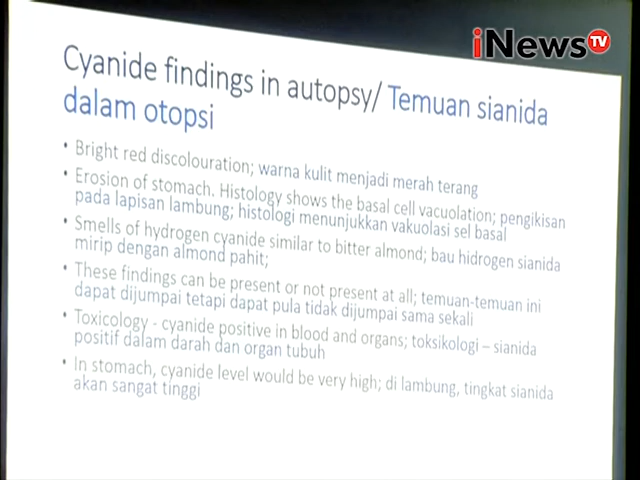 iNews TV
Cyanide findings in autopsy/ Temuan sianida
dalam otopsi
• Bright red discolouration; warna kulit menjadi merah terang
• Erosion of stomach. Histology shows the basal cell vacuolation; pengikisan
pada lapisan lambung; histologi menunjukkan vakuolasi sel basal
• Smells of hydrogen cyanide similar to bitter almond; bau hidrogen sianida
mirip dengan almond pahit;
• These findings can be present or not present at all; temuan-temuan ini
dapat dijumpai tetapi dapat pula tidak dijumpai sama sekali
• Toxicology - cyanide positive in blood and organs; toksikologi – sianida
positif dalam darah dan organ tubuh
• In stomach, cyanide level would be very high; di lambung, tingkat sianida
akan sangat tinggi